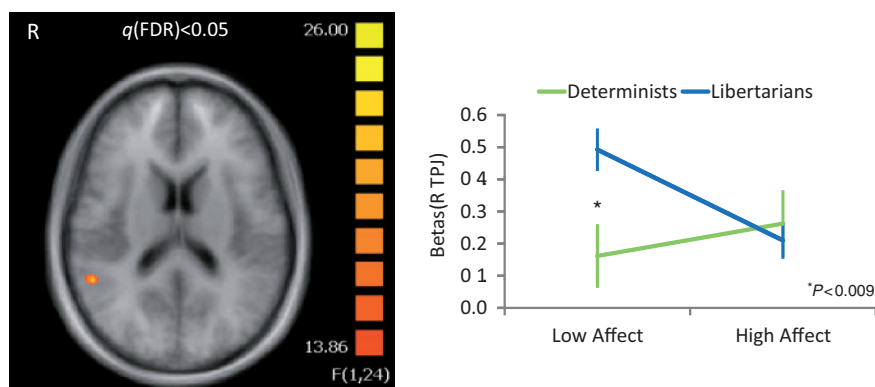 R
q(FDR)<0.05
26.00
13.86
F(1,24)
Determinists Libertarians
Betas(R TPJ)
0.6
0.5
0.4
0.3
0.2
0.1
0.0
*
*P<0.009
Low Affect High Affect